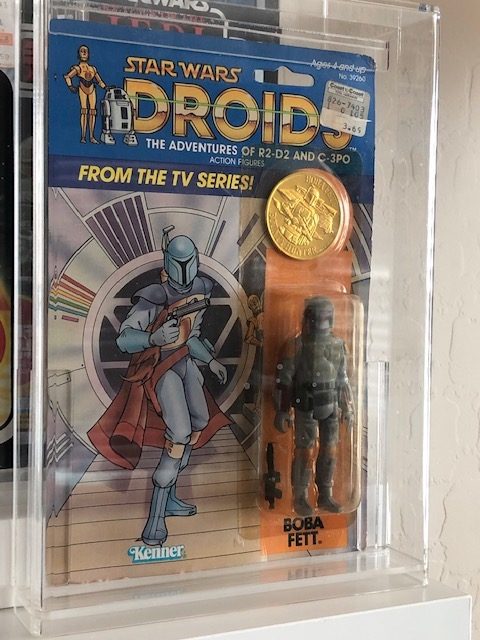 STAR WARS
DROIDS
THE ADVENTURES OF R2-D2 AND C-3PO
ACTION FIGURES
FROM THE TV SERIES!
Ages 4 and up
No. 39260
3.65
BOBA
FETT.
Kenner